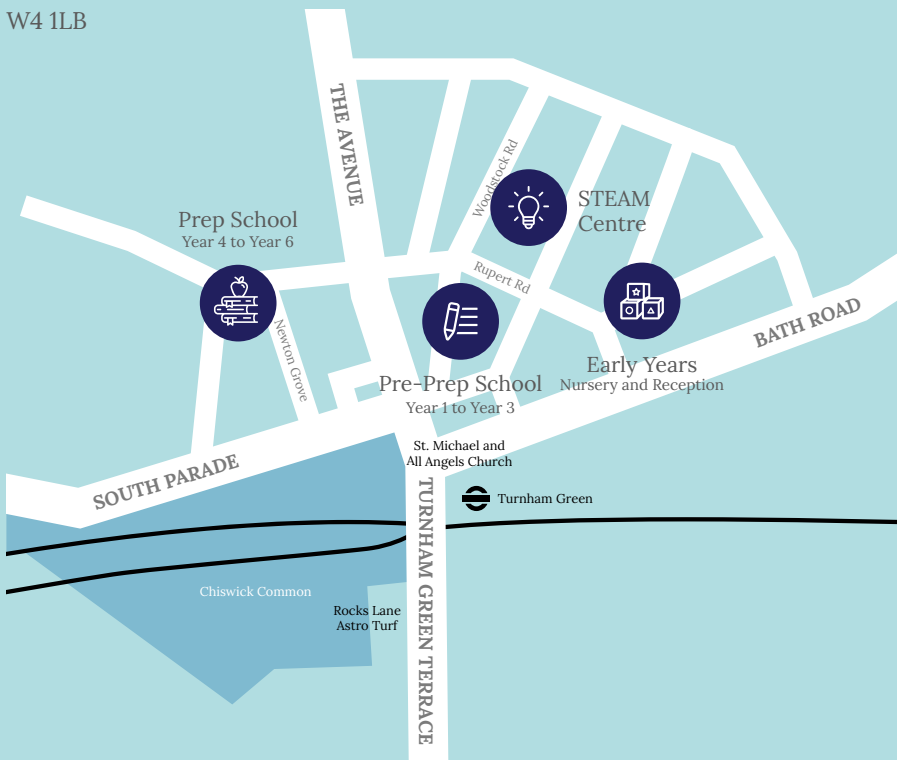 W4 1LB
THE AVENUE
Woodstock Rd
STEAM
Centre
Prep School
Year 4 to Year 6
Rupert Rd
Newton Grove
BATH ROAD
Early Years
Nursery and Reception
Pre-Prep School
Year 1 to Year 3
St. Michael and
All Angels Church
SOUTH PARADE
Turnham Green
TURNHAM GREEN TERRACE
Chiswick Common
Rocks Lane
Astro Turf